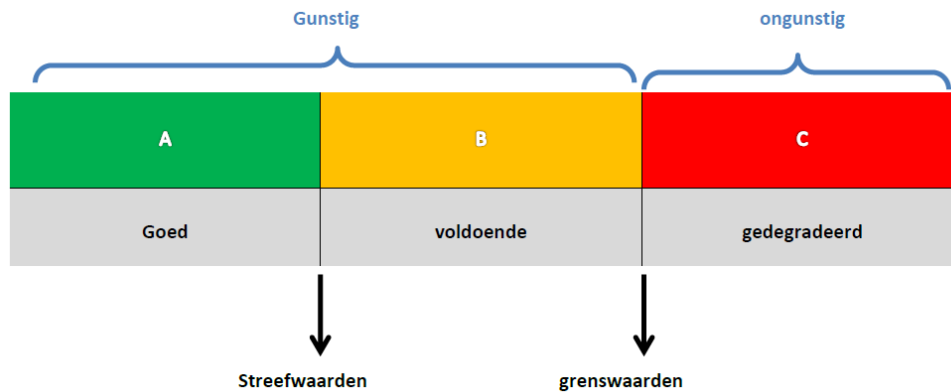 Gunstig
ongunstig
A
B
C
Goed
voldoende
gedegradeerd
Streefwaarden
grenswaarden